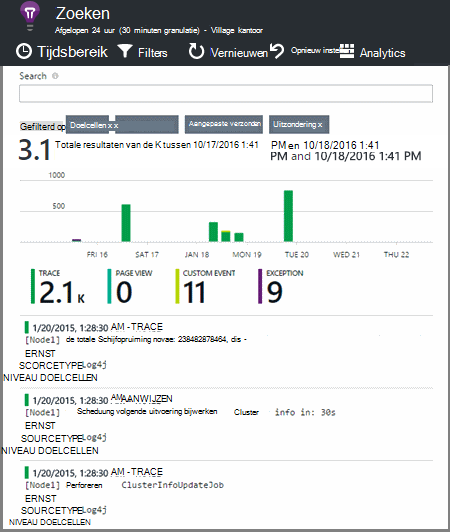 Zoeken
Afgelopen 24 uur (30 minuten granulatie) - Village kantoor
Tijdsbereik Filters Vernieuwen Opnieuw instellen Analytics
Search
Gefilterd op Doelcellen x x Aengepaste verzonden Uitzondering x
3.1 Totale resultaten van de K tussen 10/17/2016 1:41 PM en 10/18/2016 1:41
PM and 10/18/2016 1:41 PM
1000
500
FRI 16 SAT 17 JAN 18 MON 19 TUE 20 WED 21 THU 22
TRACE PAGE VIEW CUSTOM EVENT EXCEPTION
2.1 K 0 11 9
1/20/2015, 1:28:30 AM - TRACE
[Node1] de totale Schijfopruiming novae: 238482878464, dis -
ERNST
SCORCETYPE Log4j
NIVEAU DOELCELLEN
1/20/2015, 1:28:30 AMAANWIJZEN
[Node1] Scheduung volgende uitvoering bijwerken Cluster info in: 30s
ERNST
SOURCETYPE Log4j
NIVEAU DOELCELLEN
1/20/2015, 1:28:30 AM - TRACE
[Node1] Perforeren ClusterInfoUpdateJob
ERNST
SOURCETYPE Log4j
NIVEAU DOELCELLEN